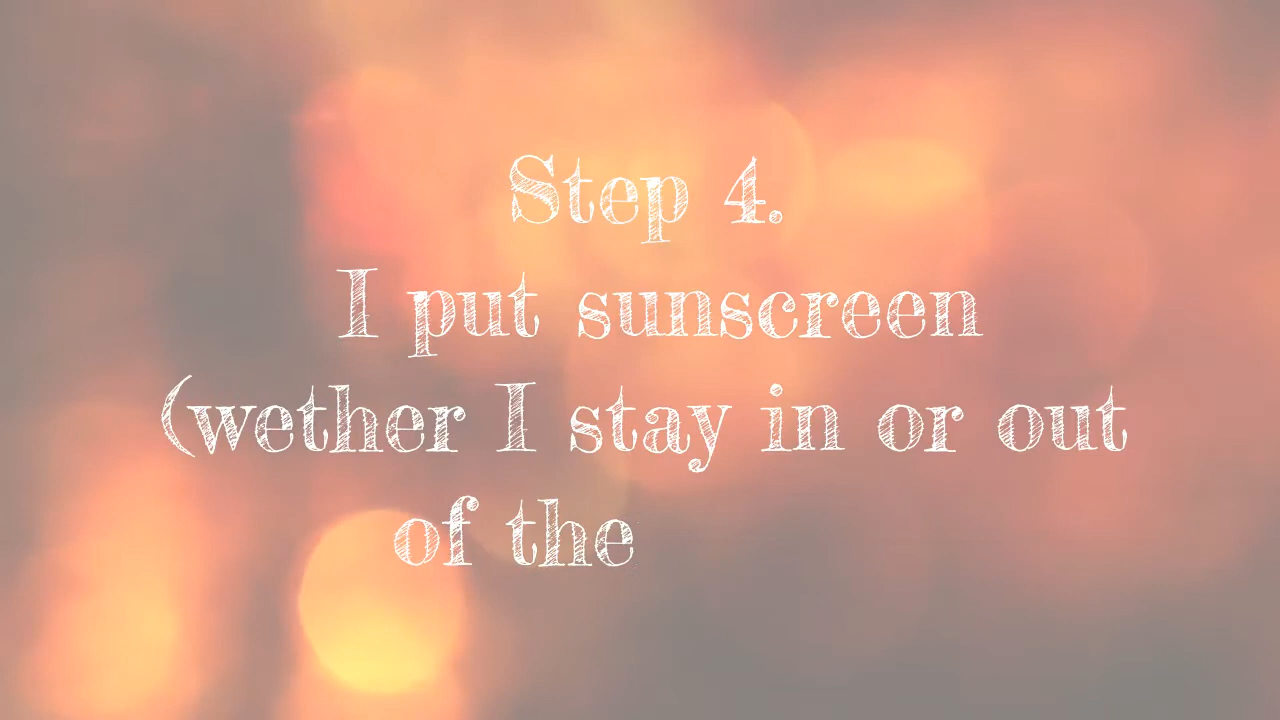 Step 4.
I put sunscreen
(wether I stay in or out
of the